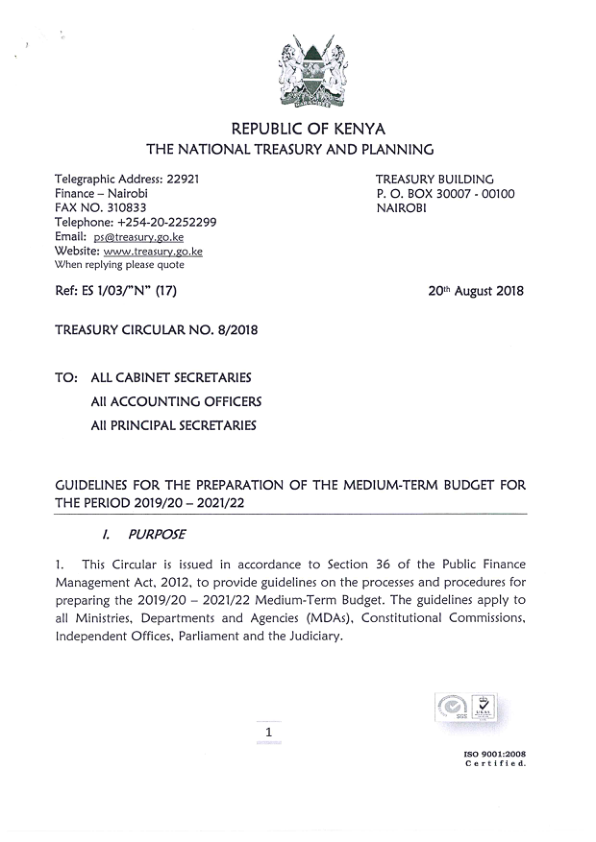 REPUBLIC OF KENYA
THE NATIONAL TREASURY AND PLANNING
Telegraphic Address: 22921
Finance – Nairobi
FAX NO. 310833
Telephone: +254-20-2252299
Email: ps@treasury.go.ke
Website: www.treasury.go.ke
When replying please quote
TREASURY BUILDING
P. O. BOX 30007 - 00100
NAIROBI
Ref: ES 1/03/"N" (17)
20th August 2018
TREASURY CIRCULAR NO. 8/2018
TO: ALL CABINET SECRETARIES
All ACCOUNTING OFFICERS
All PRINCIPAL SECRETARIES
GUIDELINES FOR THE PREPARATION OF THE MEDIUM-TERM BUDGET FOR
THE PERIOD 2019/20 – 2021/22
I. PURPOSE
1. This Circular is issued in accordance to Section 36 of the Public Finance
Management Act, 2012, to provide guidelines on the processes and procedures for
preparing the 2019/20 – 2021/22 Medium-Term Budget. The guidelines apply to
all Ministries, Departments and Agencies (MDAs), Constitutional Commissions,
Independent Offices, Parliament and the Judiciary.
1
ISO 9001:2008
Certified.